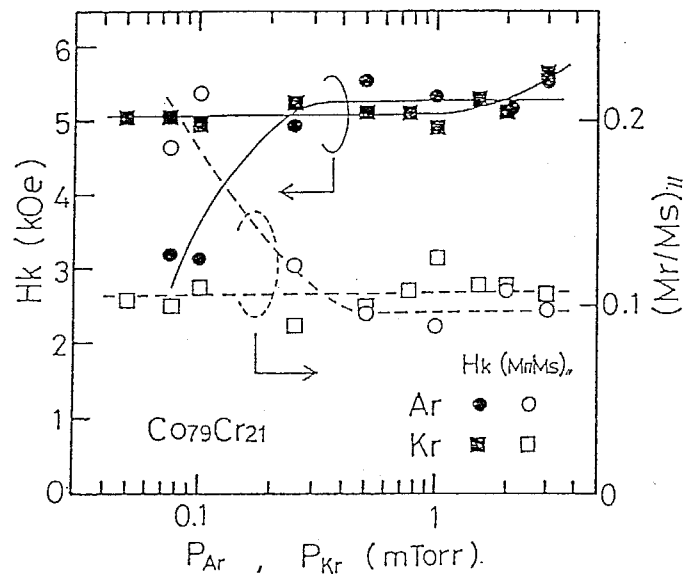 6
5
4
3
2
1
0
Hk (kOe)
0.2
0.1
0
(Mr/Ms)〃
Hk (Mr/Ms)〃
Ar
Kr
Co79Cr21
0.1
1
PAr , PKr (mTorr).